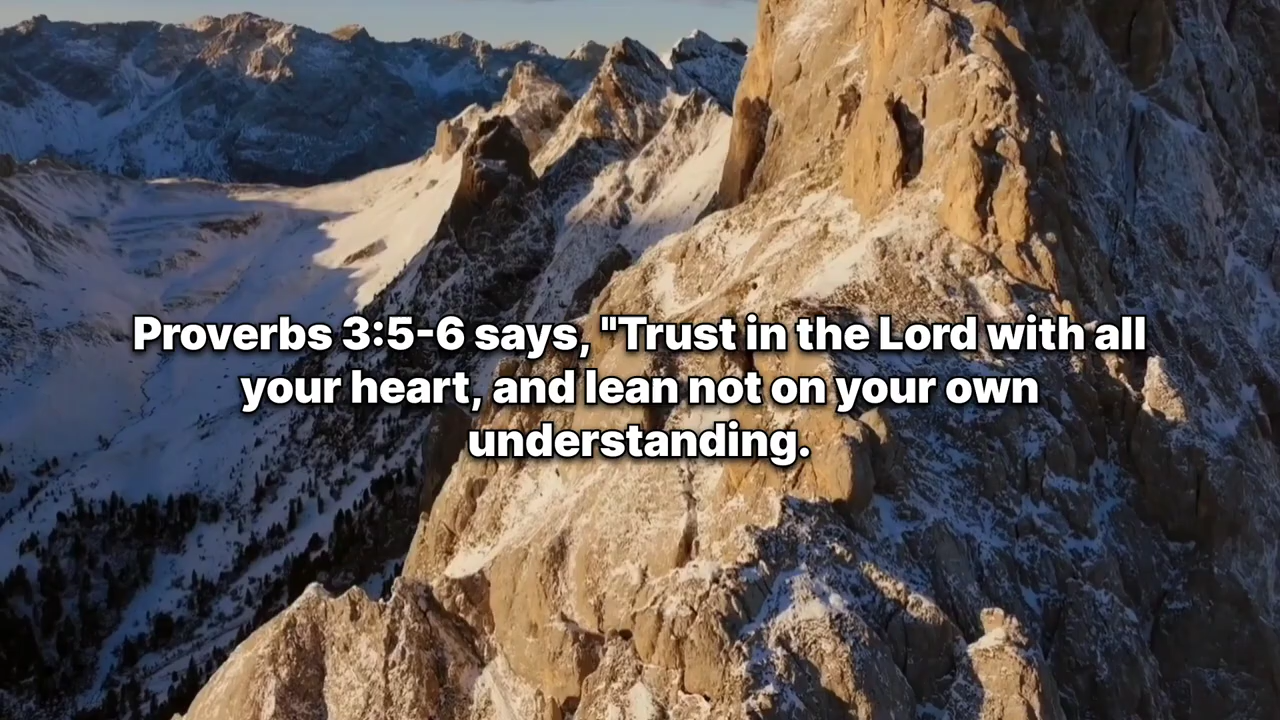 Proverbs 3:5-6 says, "Trust in the Lord with all
your heart, and lean not on your own
understanding.